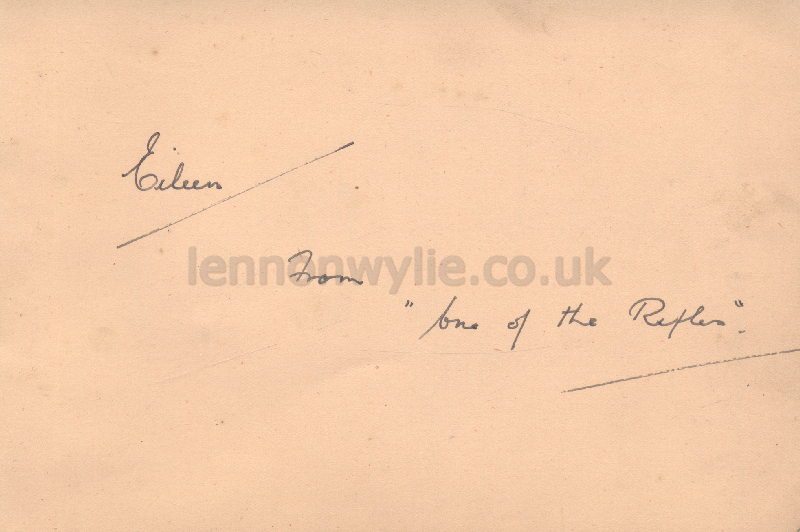 Eileen
lennonwylie.co.uk
From
"One of the Rifles".